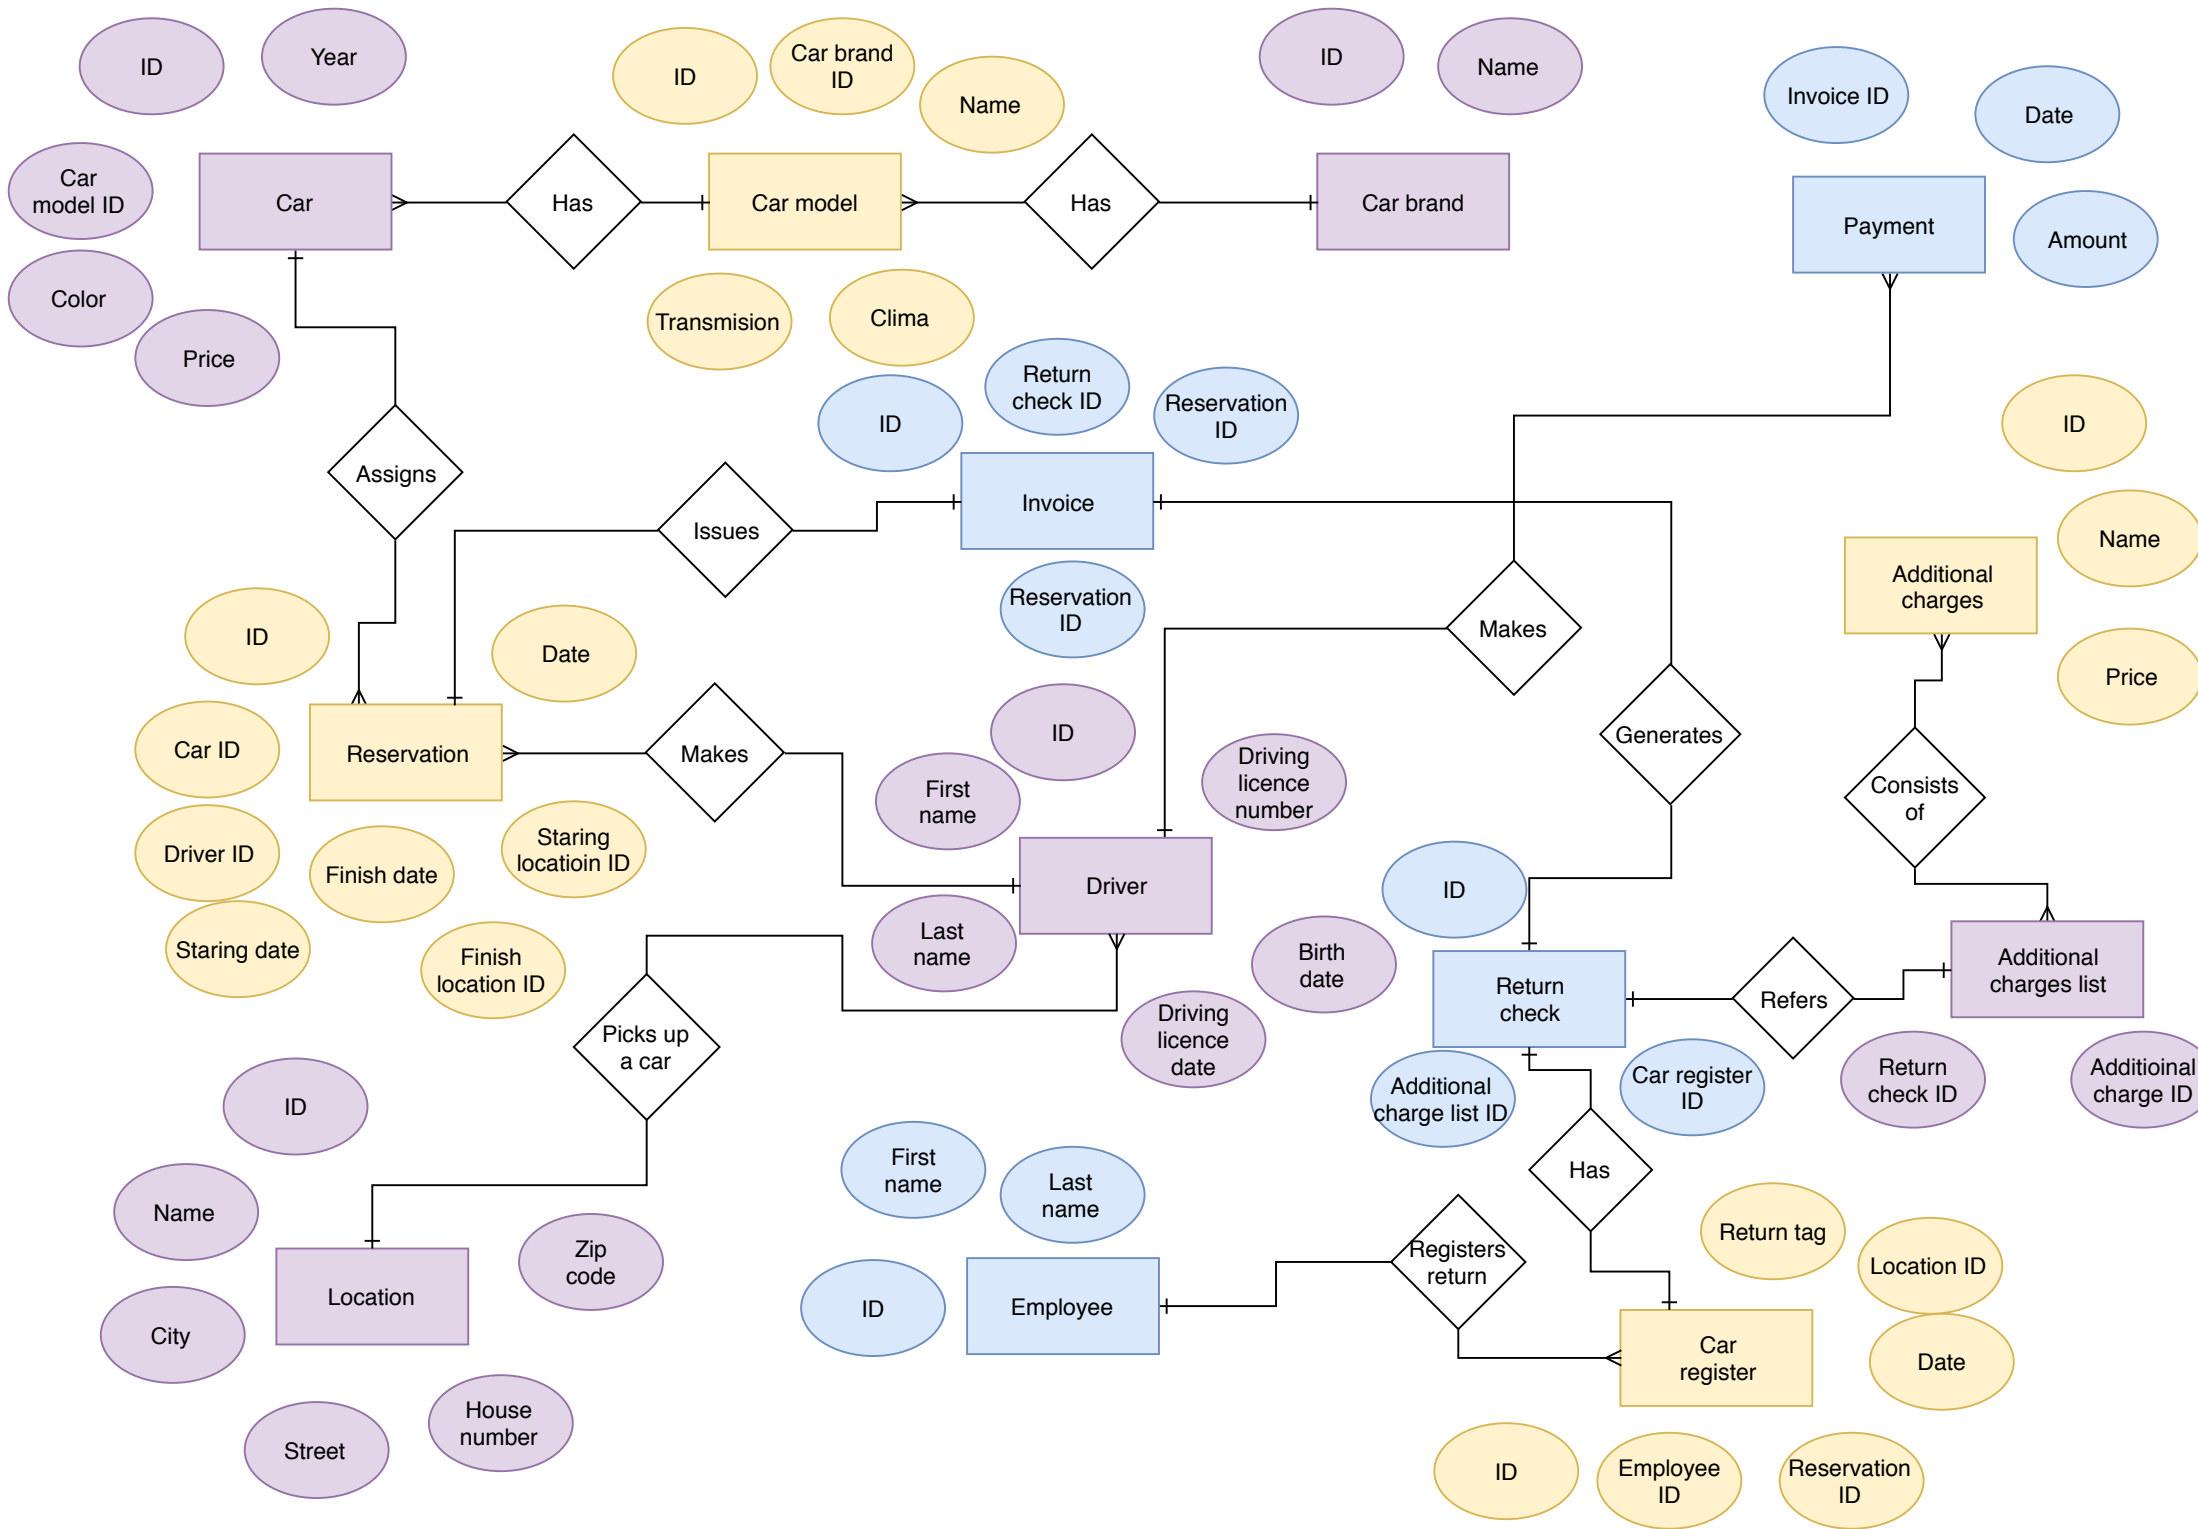 ID
Year
Car
model ID
Color
Price
Car
Has
ID
Car brand
ID
Name
Car model
Transmision
Clima
Has
ID
Name
Car brand
Invoice ID
Date
Payment
Amount
Assigns
Issues
ID
Return
check ID
Reservation
ID
Invoice
Reservation
ID
Makes
Generates
ID
Name
Additional
charges
Price
Consists
of
ID
Date
Car ID
Reservation
Makes
Driver ID
Finish date
Staring
locatioin ID
Staring date
Finish
location ID
ID
First
name
Driving
licence
number
Driver
Last
name
Birth
date
Driving
licence
date
ID
Return
check
Refers
Additional
charges list
Additional
charge list ID
Car register
ID
Return
check ID
Additioinal
charge ID
Picks up
a car
ID
Name
Zip
code
Location
City
Street
House
number
First
name
Last
name
ID
Employee
Registers
return
Has
Return tag
Location ID
Car
register
Date
ID
Employee
ID
Reservation
ID